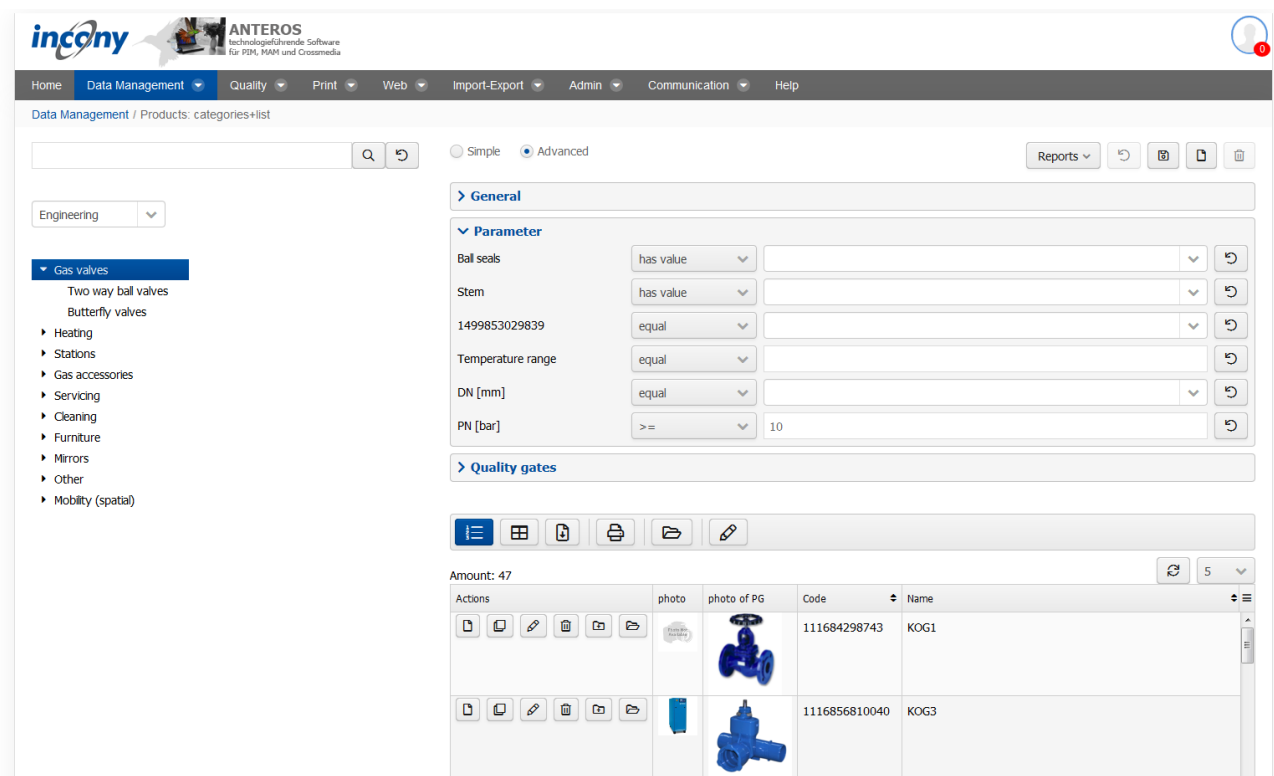 incony
ANTEROS
technologieführende Software
für PIM, MAM und Crossmedia
0
Home Data Management Quality Print Web Import-Export Admin Communication Help
Data Management / Products: categories+list
Simple Advanced Reports
Engineering
Gas valves
Two way ball valves
Butterfly valves
Heating
Stations
Gas accessories
Servicing
Cleaning
Furniture
Mirrors
Other
Mobility (spatial)
General
Parameter
Ball seals has value
Stem has value
1499853029839 equal
Temperature range equal
DN [mm] equal
PN [bar] >= 10
Quality gates
Amount: 47 5
Actions photo photo of PG Code Name
111684298743 KOG1
1116856810040 KOG3